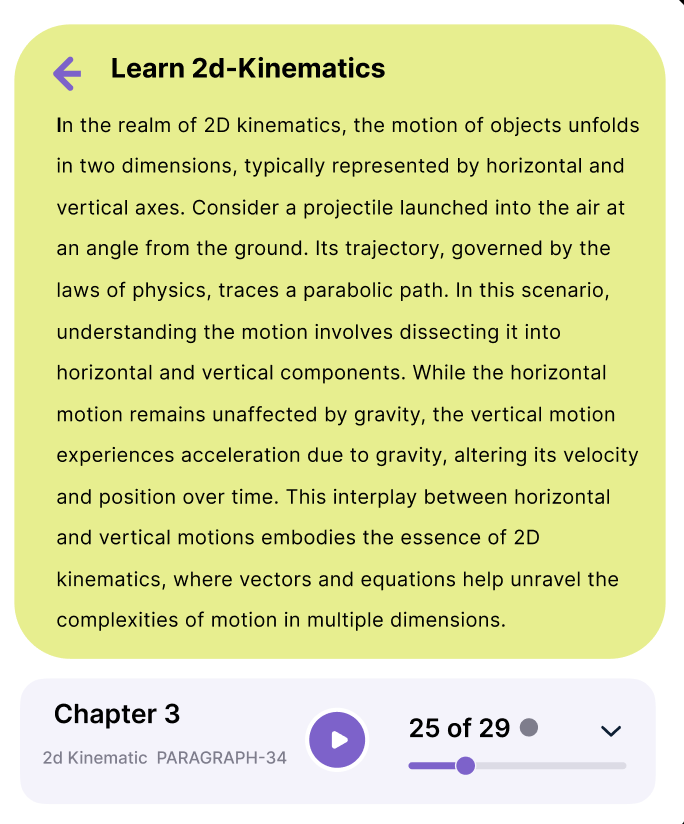 Learn 2d-Kinematics
In the realm of 2D kinematics, the motion of objects unfolds
in two dimensions, typically represented by horizontal and
vertical axes. Consider a projectile launched into the air at
an angle from the ground. Its trajectory, governed by the
laws of physics, traces a parabolic path. In this scenario,
understanding the motion involves dissecting it into
horizontal and vertical components. While the horizontal
motion remains unaffected by gravity, the vertical motion
experiences acceleration due to gravity, altering its velocity
and position over time. This interplay between horizontal
and vertical motions embodies the essence of 2D
kinematics, where vectors and equations help unravel the
complexities of motion in multiple dimensions.
Chapter 3
2d Kinematic PARAGRAPH-34
25 of 29